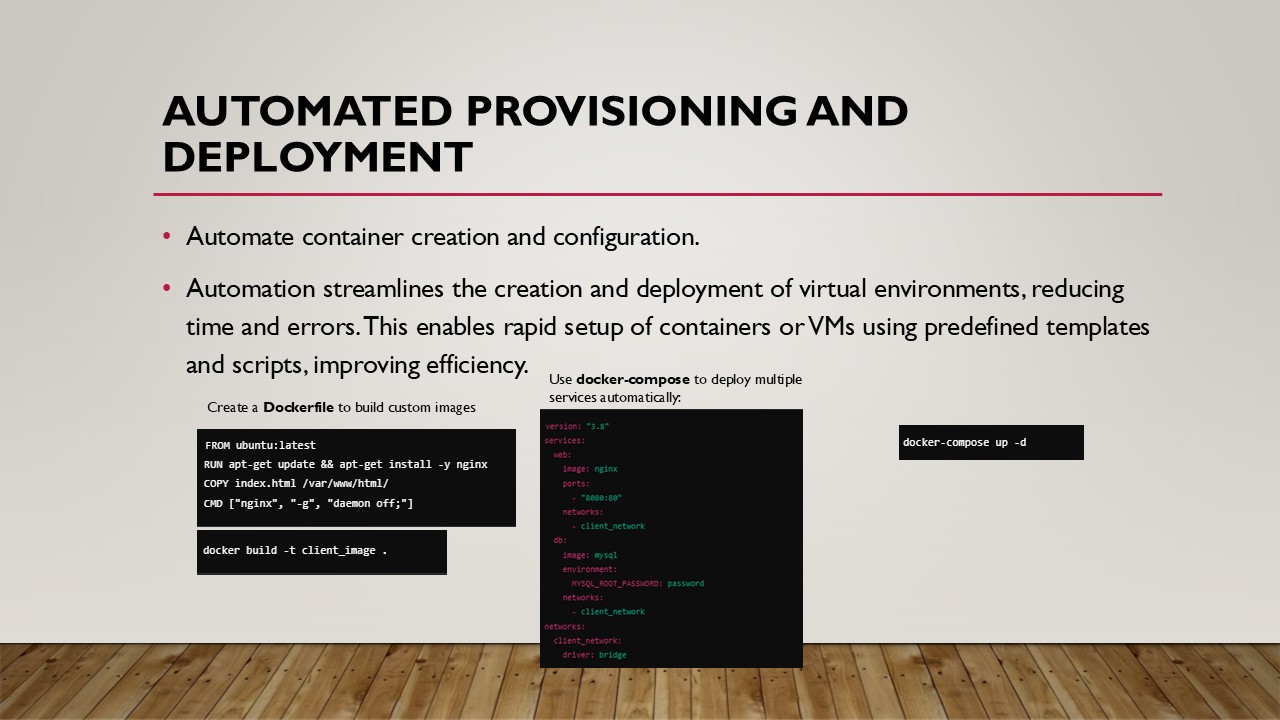 AUTOMATED PROVISIONING AND
DEPLOYMENT
• Automate container creation and configuration.
• Automation streamlines the creation and deployment of virtual environments, reducing
time and errors. This enables rapid setup of containers or VMs using predefined templates
and scripts, improving efficiency.
Create a Dockerfile to build custom images
FROM ubuntu:latest
RUN apt-get update && apt-get install -y nginx
COPY index.html /var/www/html/
CMD ["nginx", "-g", "daemon off;"]
docker build -t client_image .
Use docker-compose to deploy multiple
services automatically:
version: "3.8"
services:
  web:
    image: nginx
    ports:
      - "8080:80"
    networks:
      - client_network
  db:
    image: mysql
    environment:
      MYSQL_ROOT_PASSWORD: password
    networks:
      - client_network
networks:
  client_network:
    driver: bridge
docker-compose up -d